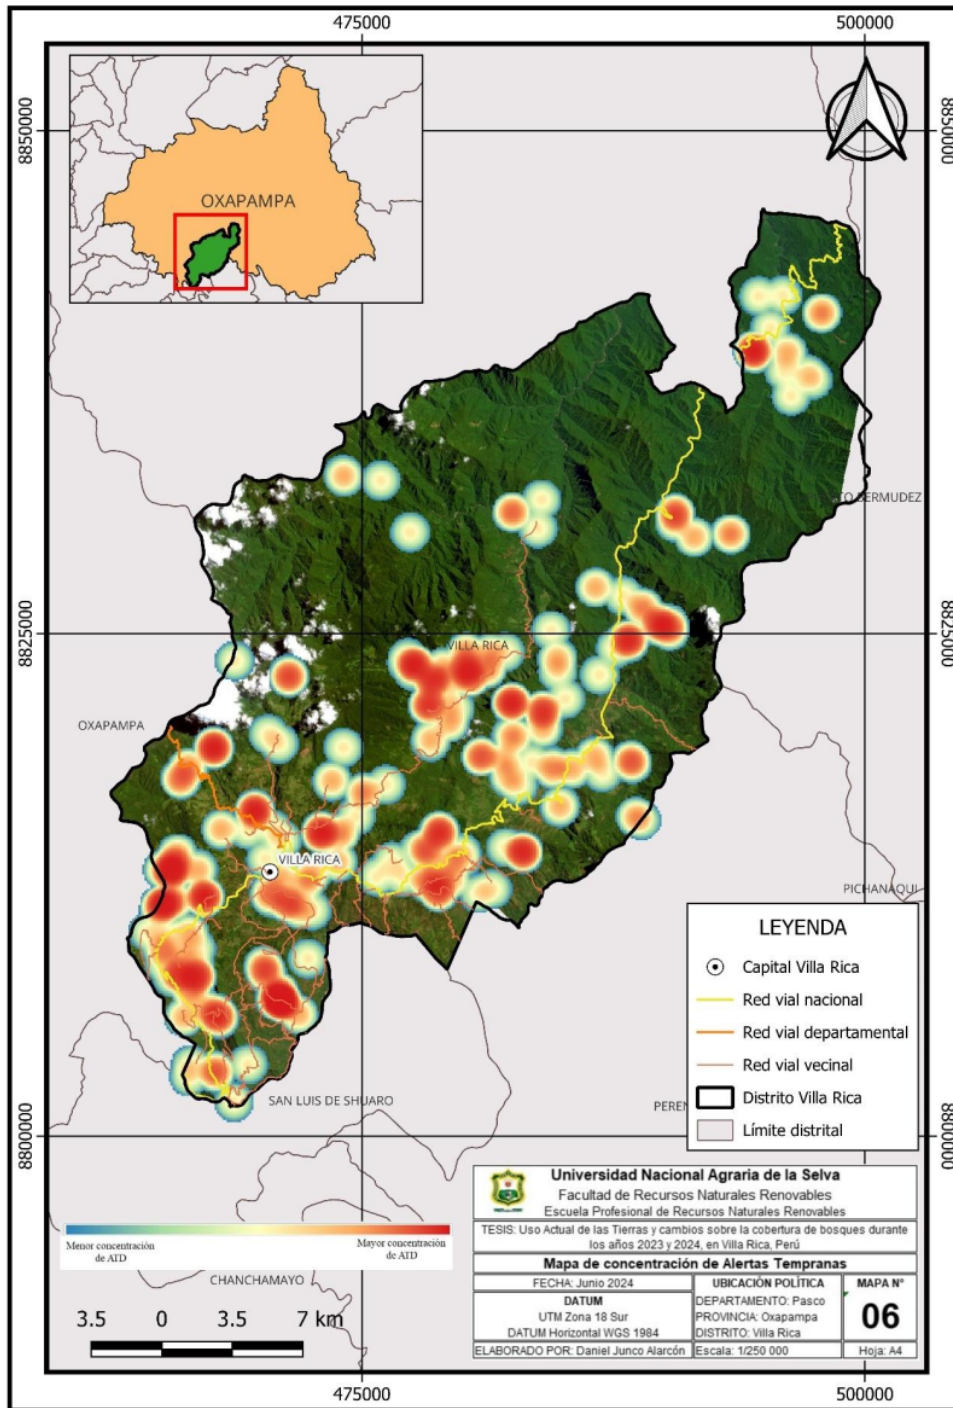 475000
500000
8850000
8850000
OXAPAMPA
TO BERMUDEZ
8825000
8825000
VILLA RICA
OXAPAMPA
VILLA RICA
PICHANAQUI
LEYENDA
Capital Villa Rica
Red vial nacional
Red vial departamental
Red vial vecinal
Distrito Villa Rica
Límite distrital
SAN LUIS DE SHUARO
PEREN
8800000
8800000
Universidad Nacional Agraria de la Selva
Facultad de Recursos Naturales Renovables
Escuela Profesional de Recursos Naturales Renovables
TESIS: Uso Actual de las Tierras y cambios sobre la cobertura de bosques durante
los años 2023 y 2024, en Villa Rica, Perú
Mapa de concentración de Alertas Tempranas
FECHA: Junio 2024
UBICACIÓN POLÍTICA
MAPA N°
DATUM
UTM Zona 18 Sur
DATUM Horizontal WGS 1984
DEPARTAMENTO: Pasco
PROVINCIA: Oxapampa
DISTRITO: Villa Rica
06
ELABORADO POR: Daniel Junco Alarcón
Escala: 1/250 000
Hoja: A4
Menor concentración
de ATD
Mayor concentración
de ATD
CHANCHAMAYO
3.5 0 3.5 7 km
475000
500000